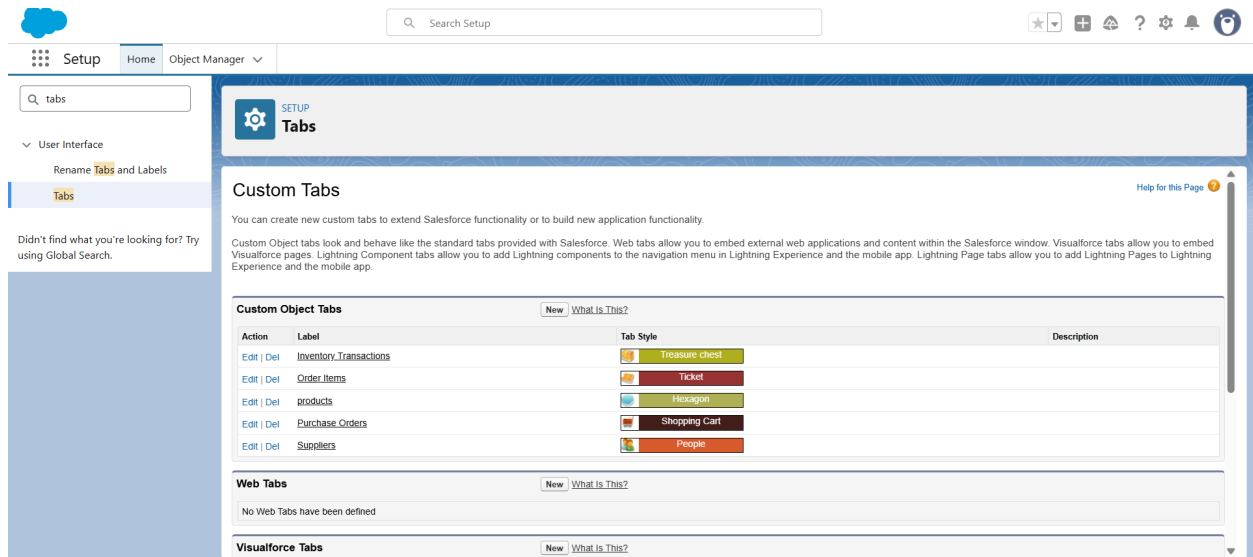 Search Setup
Setup
Home
Object Manager
tabs
User Interface
Rename Tabs and Labels
Tabs
Didn't find what you're looking for? Try
using Global Search.
SETUP
Tabs
Custom Tabs
Help for this Page
You can create new custom tabs to extend Salesforce functionality or to build new application functionality.
Custom Object tabs look and behave like the standard tabs provided with Salesforce. Web tabs allow you to embed external web applications and content within the Salesforce window. Visualforce tabs allow you to embed
Visualforce pages. Lightning Component tabs allow you to add Lightning components to the navigation menu in Lightning Experience and the mobile app. Lightning Page tabs allow you to add Lightning Pages to Lightning
Experience and the mobile app.
Custom Object Tabs New What Is This?
Action Label Tab Style Description
Edit | Del Inventory Transactions Treasure chest
Edit | Del Order Items Ticket
Edit | Del products Hexagon
Edit | Del Purchase Orders Shopping Cart
Edit | Del Suppliers People
Web Tabs New What Is This?
No Web Tabs have been defined
Visualforce Tabs New What Is This?